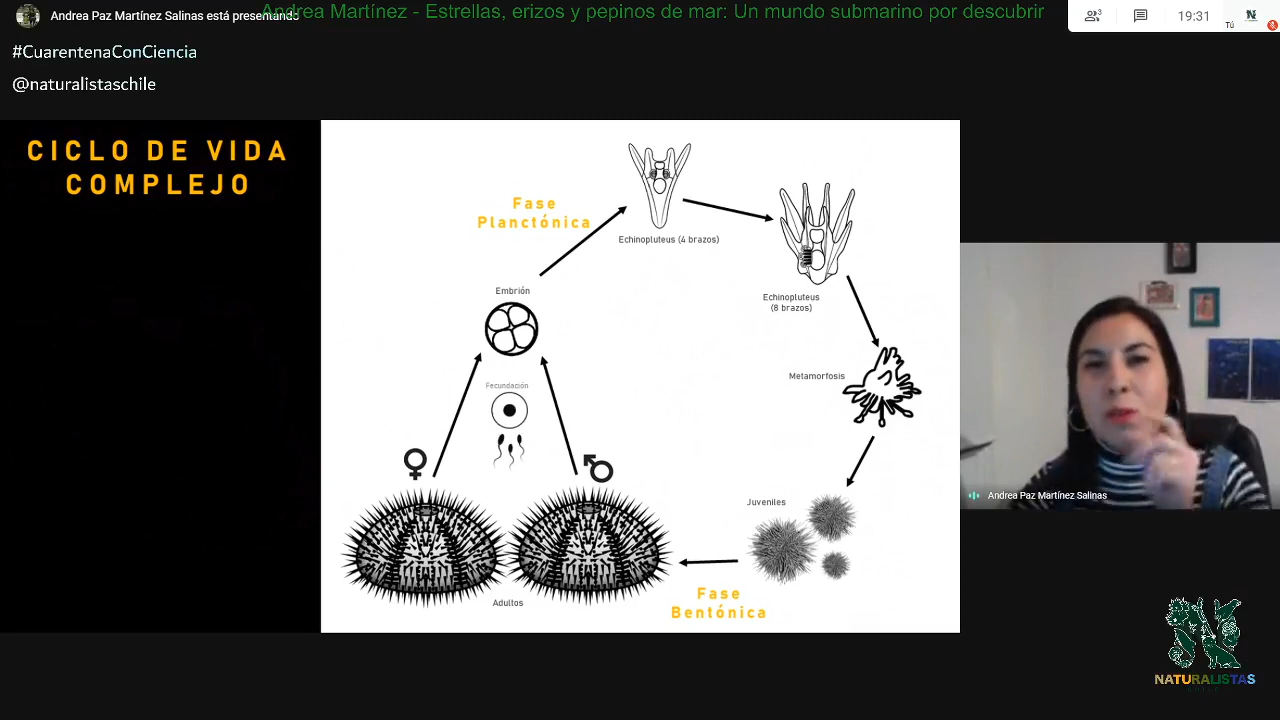 Andrea Paz Martínez Salinas está presentando
Andrea Martínez - Estrellas, erizos y pepinos de mar: Un mundo submarino por descubrir
3
19:31
Tú
#CuarentenaConCiencia
@naturalistaschile
CICLO DE VIDA
COMPLEJO
Fase
Planctónica
Echinopluteus (4 brazos)
Echinopluteus
(8 brazos)
Embrión
Metamorfosis
Fecundación
Juveniles
Adultos
Fase
Bentónica
Andrea Paz Martínez Salinas
NATURALISTAS
CHILE